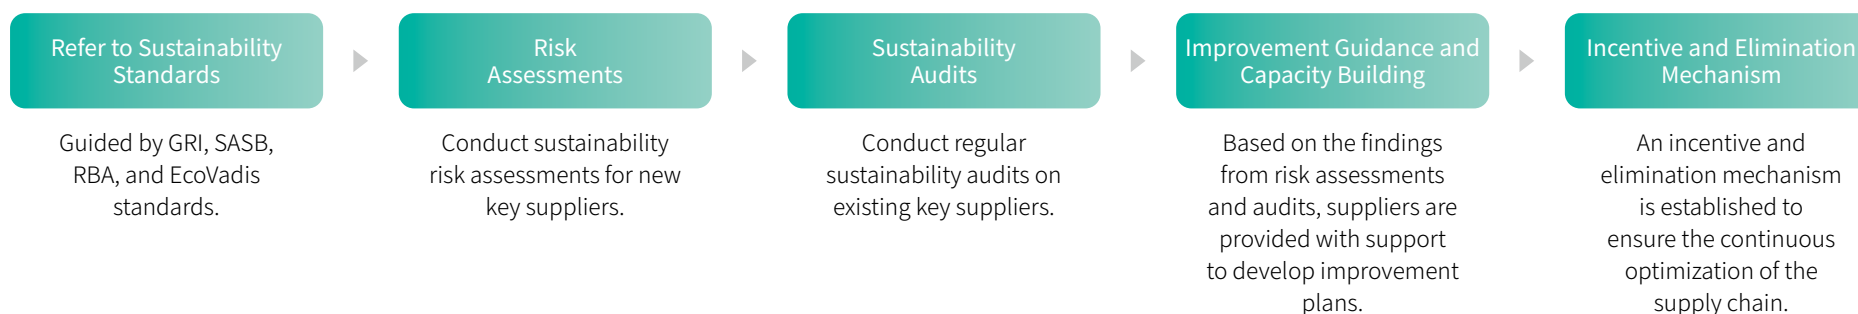 Refer to Sustainability
Standards
Guided by GRI, SASB,
RBA, and EcoVadis
standards.
Risk
Assessments
Conduct sustainability
risk assessments for new
key suppliers.
Sustainability
Audits
Conduct regular
sustainability audits on
existing key suppliers.
Improvement Guidance and
Capacity Building
Based on the findings
from risk assessments
and audits, suppliers are
provided with support
to develop improvement
plans.
Incentive and Elimination
Mechanism
An incentive and
elimination mechanism
is established to
ensure the continuous
optimization of the
supply chain.